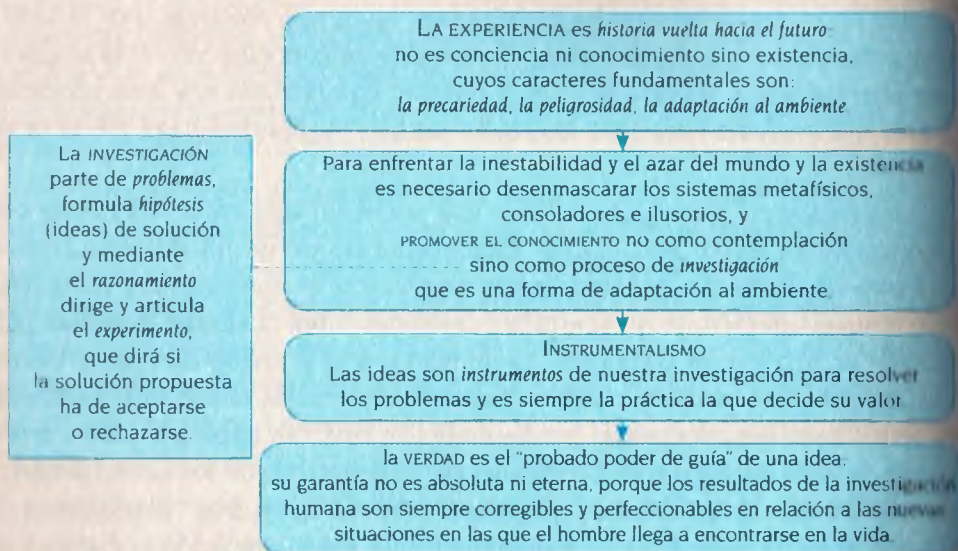 LA EXPERIENCIA es historia vuelta hacia el futuro:
no es conciencia ni conocimiento sino existencia,
cuyos caracteres fundamentales son:
la precariedad, la peligrosidad, la adaptación al ambiente
La INVESTIGACIÓN
parte de problemas,
formula hipótesis
(ideas) de solución
y mediante
el razonamiento
dirige y articula
el experimento,
que dirá si
la solución propuesta
ha de aceptarse
o rechazarse.
Para enfrentar la inestabilidad y el azar del mundo y la existencia
es necesario desenmascarar los sistemas metafísicos,
consoladores e ilusorios, y
PROMOVER EL CONOCIMIENTO no como contemplación
sino como proceso de investigación
que es una forma de adaptación al ambiente
INSTRUMENTALISMO
Las ideas son instrumentos de nuestra investigación para resolver
los problemas y es siempre la práctica la que decide su valor
la VERDAD es el "probado poder de guía" de una idea:
su garantía no es absoluta ni eterna, porque los resultados de la investigación
humana son siempre corregibles y perfeccionables en relación a las nuevas
situaciones en las que el hombre llega a encontrarse en la vida.